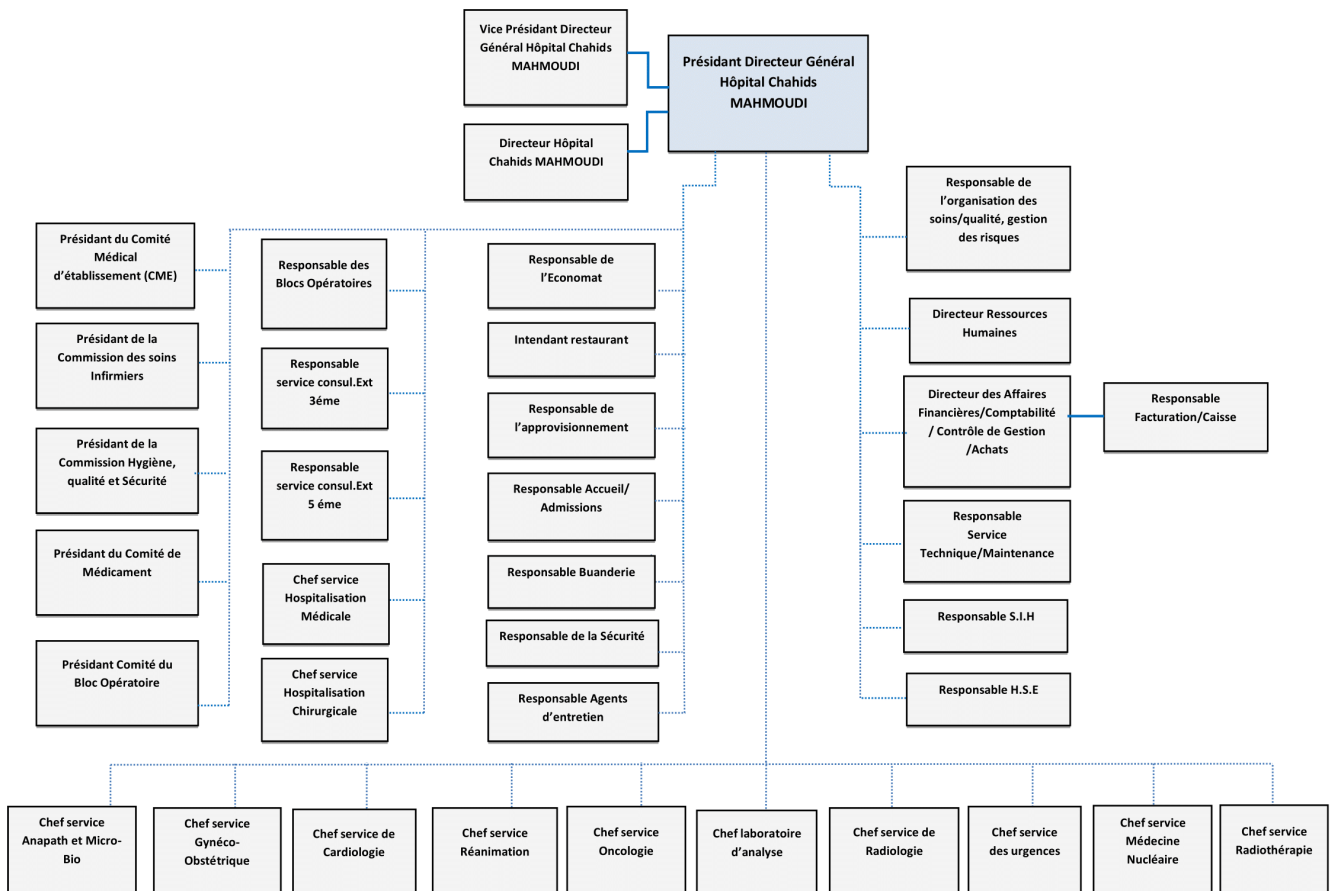 Vice Présidant Directeur
Général Hôpital Chahids
MAHMOUDI
Présidant Directeur Général
Hôpital Chahids
MAHMOUDI
Directeur Hôpital
Chahids MAHMOUDI
Présidant du Comité
Médical
d’établissement (CME)
Présidant de la
Commission des soins
Infirmiers
Présidant de la
Commission Hygiène,
qualité et Sécurité
Présidant du Comité de
Médicament
Présidant Comité du
Bloc Opératoire
Responsable des
Blocs Opératoires
Responsable
service consul.Ext
3éme
Responsable
service consul.Ext
5 éme
Chef service
Hospitalisation
Médicale
Chef service
Hospitalisation
Chirurgicale
Responsable de
l’Economat
Intendant restaurant
Responsable de
l’approvisionnement
Responsable Accueil/
Admissions
Responsable Buanderie
Responsable de la Sécurité
Responsable Agents
d’entretien
Responsable de
l’organisation des
soins/qualité, gestion
des risques
Directeur Ressources
Humaines
Directeur des Affaires
Financières/Comptabilité
/ Contrôle de Gestion
/Achats
Responsable
Facturation/Caisse
Responsable
Service
Technique/Maintenance
Responsable S.I.H
Responsable H.S.E
Chef service
Anapath et Micro-
Bio
Chef service
Gynéco-
Obstétrique
Chef service de
Cardiologie
Chef service
Réanimation
Chef service
Oncologie
Chef laboratoire
d’analyse
Chef service de
Radiologie
Chef service
des urgences
Chef service
Médecine
Nucléaire
Chef service
Radiothérapie